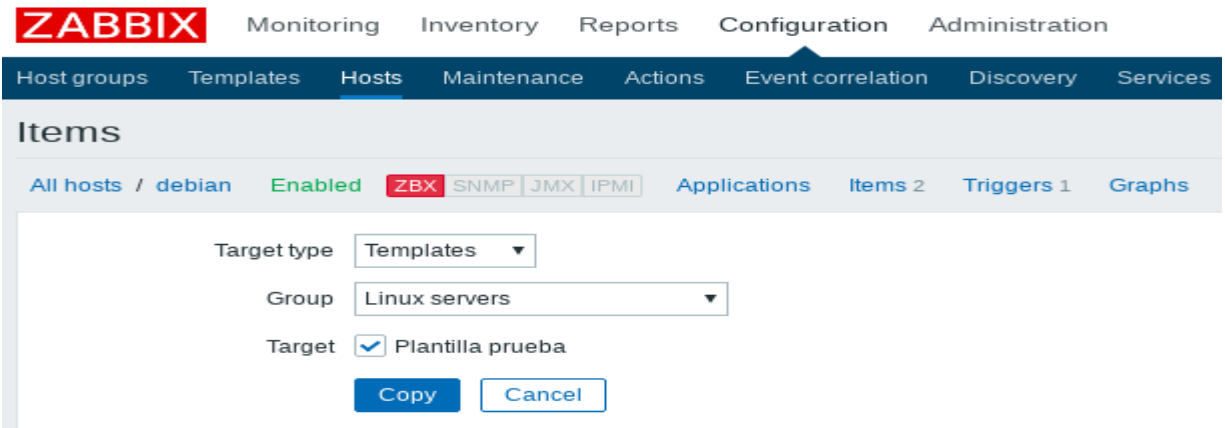 ZABBIX Monitoring Inventory Reports Configuration Administration
Host groups Templates Hosts Maintenance Actions Event correlation Discovery Services
Items
All hosts / debian Enabled ZBX SNMP JMX IPMI Applications Items 2 Triggers 1 Graphs
Target type Templates
Group Linux servers
Target Plantilla prueba
Copy Cancel